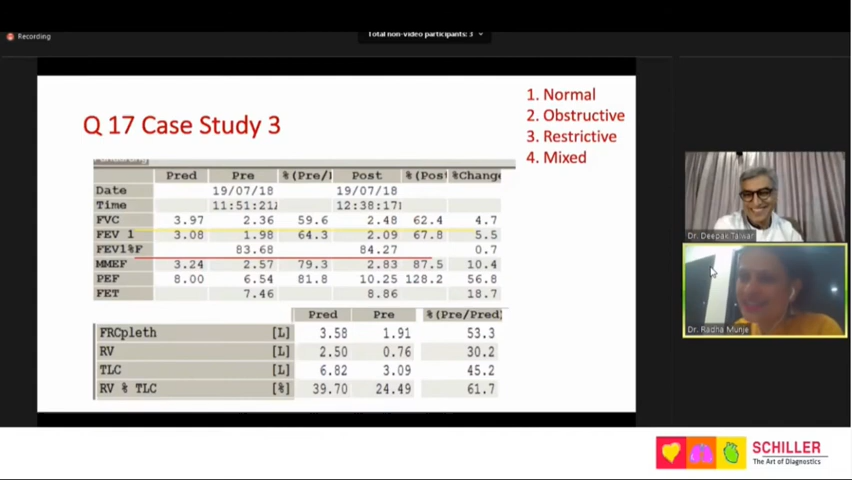 Recording
Total non-video participants: 3
Q 17 Case Study 3
1. Normal
2. Obstructive
3. Restrictive
4. Mixed
Pred Pre %(Pre/ Post %(Pos %Change
Date 19/07/18 19/07/18
Time 11:51:21 12:38:17
FVC 3.97 2.36 59.6 2.48 62.4 4.7
FEV 1 3.08 1.98 64.3 2.09 67.8 5.5
FEV1%F 83.68 84.27 0.7
MMEF 3.24 2.57 79.3 2.83 87.5 10.4
PEF 8.00 6.54 81.8 10.25 128.2 56.8
FET 7.46 8.86 18.7
Pred Pre %(Pre/Pred)
FRCpleth [L] 3.58 1.91 53.3
RV [L] 2.50 0.76 30.2
TLC [L] 6.82 3.09 45.2
RV % TLC [%] 39.70 24.49 61.7
Dr. Deepak Talwar
Dr. Radha Munje
SCHILLER
The Art of Diagnostics